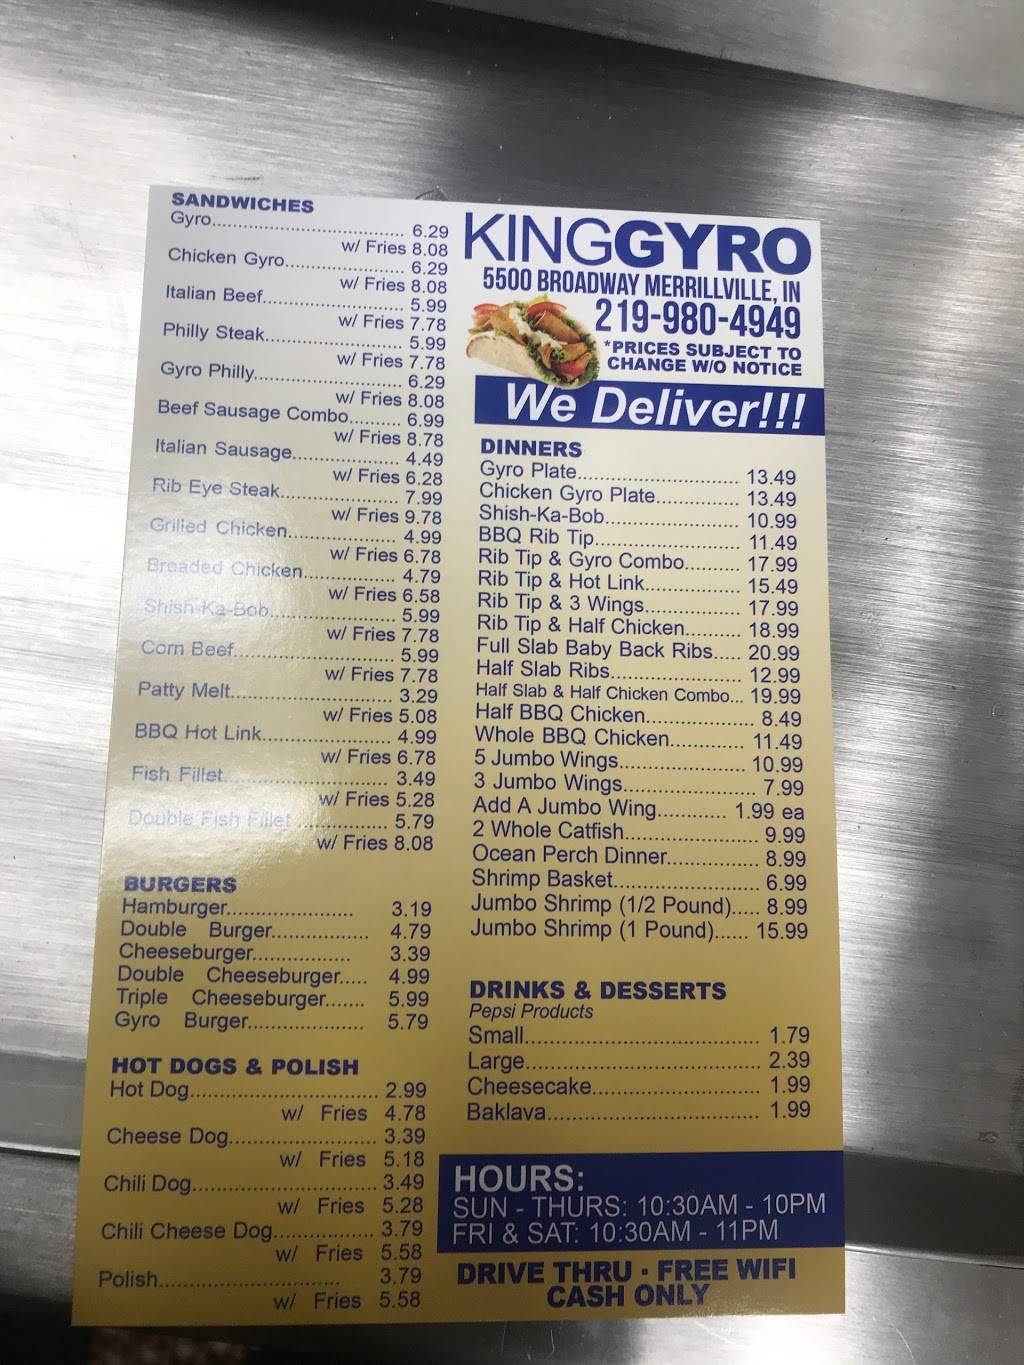 SANDWICHES
Gyro.................................... 6.29
w/ Fries 8.08
Chicken Gyro...................... 6.29
w/ Fries 8.08
Italian Beef.......................... 5.99
w/ Fries 7.78
Philly Steak.......................... 5.99
w/ Fries 7.78
Gyro Philly............................ 6.29
w/ Fries 8.08
Beef Sausage Combo.......... 6.99
w/ Fries 8.78
Italian Sausage.................... 4.49
w/ Fries 6.28
Rib Eye Steak...................... 7.99
w/ Fries 9.78
Grilled Chicken.................... 4.99
w/ Fries 6.78
Breaded Chicken................. 4.79
w/ Fries 6.58
Shish-Ka-Bob....................... 5.99
w/ Fries 7.78
Corn Beef.............................. 5.99
w/ Fries 7.78
Patty Melt.............................. 3.29
w/ Fries 5.08
BBQ Hot Link........................ 4.99
w/ Fries 6.78
Fish Fillet.............................. 3.49
w/ Fries 5.28
Double Fish Fillet ................ 5.79
w/ Fries 8.08
BURGERS
Hamburger....................... 3.19
Double Burger.................. 4.79
Cheeseburger.................. 3.39
Double Cheeseburger..... 4.99
Triple Cheeseburger....... 5.99
Gyro Burger..................... 5.79
HOT DOGS & POLISH
Hot Dog................................ 2.99
w/ Fries 4.78
Cheese Dog......................... 3.39
w/ Fries 5.18
Chili Dog............................... 3.49
w/ Fries 5.28
Chili Cheese Dog................. 3.79
w/ Fries 5.58
Polish................................ 3.79
w/ Fries 5.58
KINGGYRO
5500 BROADWAY MERRILLVILLE, IN
219-980-4949
*PRICES SUBJECT TO
CHANGE W/O NOTICE
We Deliver!!!
DINNERS
Gyro Plate............................ 13.49
Chicken Gyro Plate.............. 13.49
Shish-Ka-Bob....................... 10.99
BBQ Rib Tip......................... 11.49
Rib Tip & Gyro Combo......... 17.99
Rib Tip & Hot Link................ 15.49
Rib Tip & 3 Wings................ 17.99
Rib Tip & Half Chicken......... 18.99
Full Slab Baby Back Ribs..... 20.99
Half Slab Ribs....................... 12.99
Half Slab & Half Chicken Combo... 19.99
Half BBQ Chicken................... 8.49
Whole BBQ Chicken............. 11.49
5 Jumbo Wings...................... 10.99
3 Jumbo Wings........................ 7.99
Add A Jumbo Wing............ 1.99 ea
2 Whole Catfish........................ 9.99
Ocean Perch Dinner................ 8.99
Shrimp Basket.......................... 6.99
Jumbo Shrimp (1/2 Pound)..... 8.99
Jumbo Shrimp (1 Pound)...... 15.99
DRINKS & DESSERTS
Pepsi Products
Small........................................ 1.79
Large........................................ 2.39
Cheesecake............................. 1.99
Baklava..................................... 1.99
HOURS:
SUN - THURS: 10:30AM - 10PM
FRI & SAT: 10:30AM - 11PM
DRIVE THRU · FREE WIFI
CASH ONLY